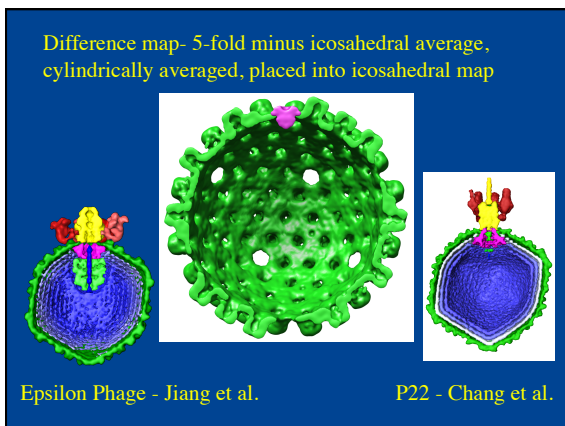 Difference map- 5-fold minus icosahedral average,
cylindrically averaged, placed into icosahedral map
Epsilon Phage - Jiang et al.
P22 - Chang et al.